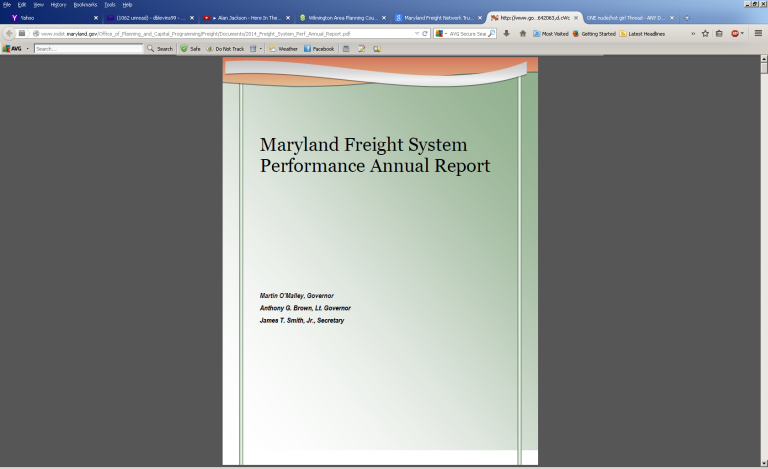 File Edit View History Bookmarks Tools Help
Yahoo
(1062 unread) - dblevins99 - ...
Alan Jackson - Here In The...
Wilmington Area Planning Cou...
Maryland Freight Network Tru...
http://www.go...642063,d.cWc
ONE nude/hot girl Thread - ANY D...
www.mdot.maryland.gov/Office_of_Planning_and_Capital_Programming/Freight/Documents/2014_Freight_System_Perf_Annual_Report.pdf
AVG Secure Sear
Most Visited
Getting Started
Latest Headlines
AVG
Search...
Search
Safe
Do Not Track
Weather
Facebook
Maryland Freight System
Performance Annual Report
Martin O'Malley, Governor
Anthony G. Brown, Lt. Governor
James T. Smith, Jr., Secretary